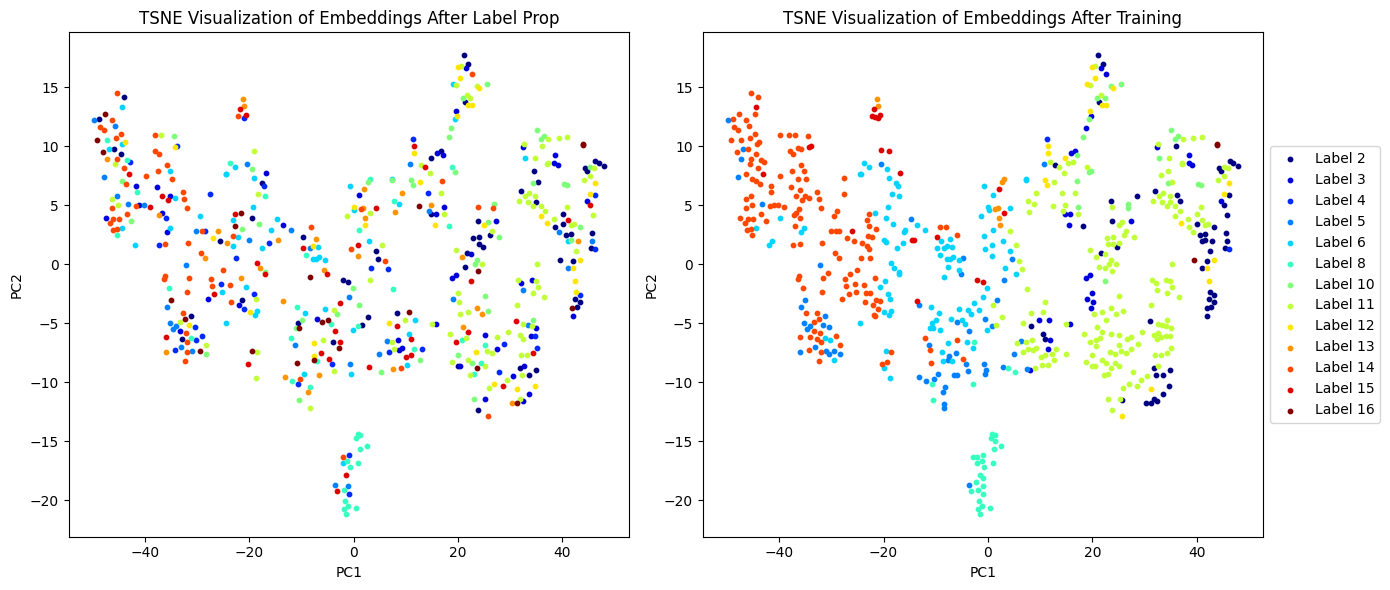 TSNE Visualization of Embeddings After Label Prop
15
10
5
0
−5
−10
−15
−20
PC2
−40
−20
0
20
40
PC1
TSNE Visualization of Embeddings After Training
15
10
5
0
−5
−10
−15
−20
PC2
−40
−20
0
20
40
PC1
Label 2
Label 3
Label 4
Label 5
Label 6
Label 8
Label 10
Label 11
Label 12
Label 13
Label 14
Label 15
Label 16